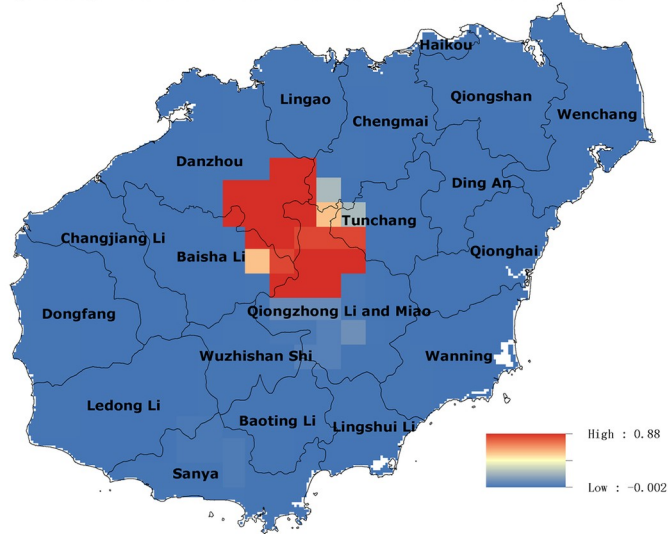 Haikou
Lingao
Qiongshan
Chengmai
Wenchang
Danzhou
Ding An
Tunchang
Changjiang Li
Baisha Li
Qionghai
Dongfang
Qiongzhong Li and Miao
Wuzhishan Shi
Wanning
Ledong Li
Baoting Li
Lingshui Li
Sanya
High : 0.88
Low : -0.002